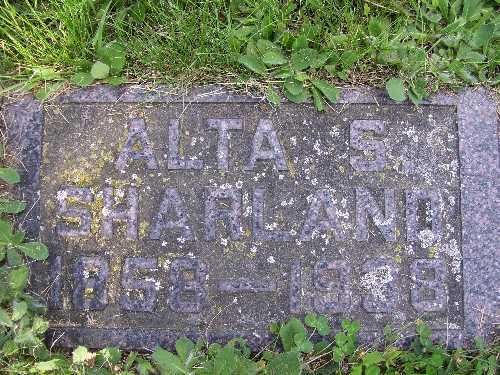 ALTA S.
SHARLAND
1858 – 1938